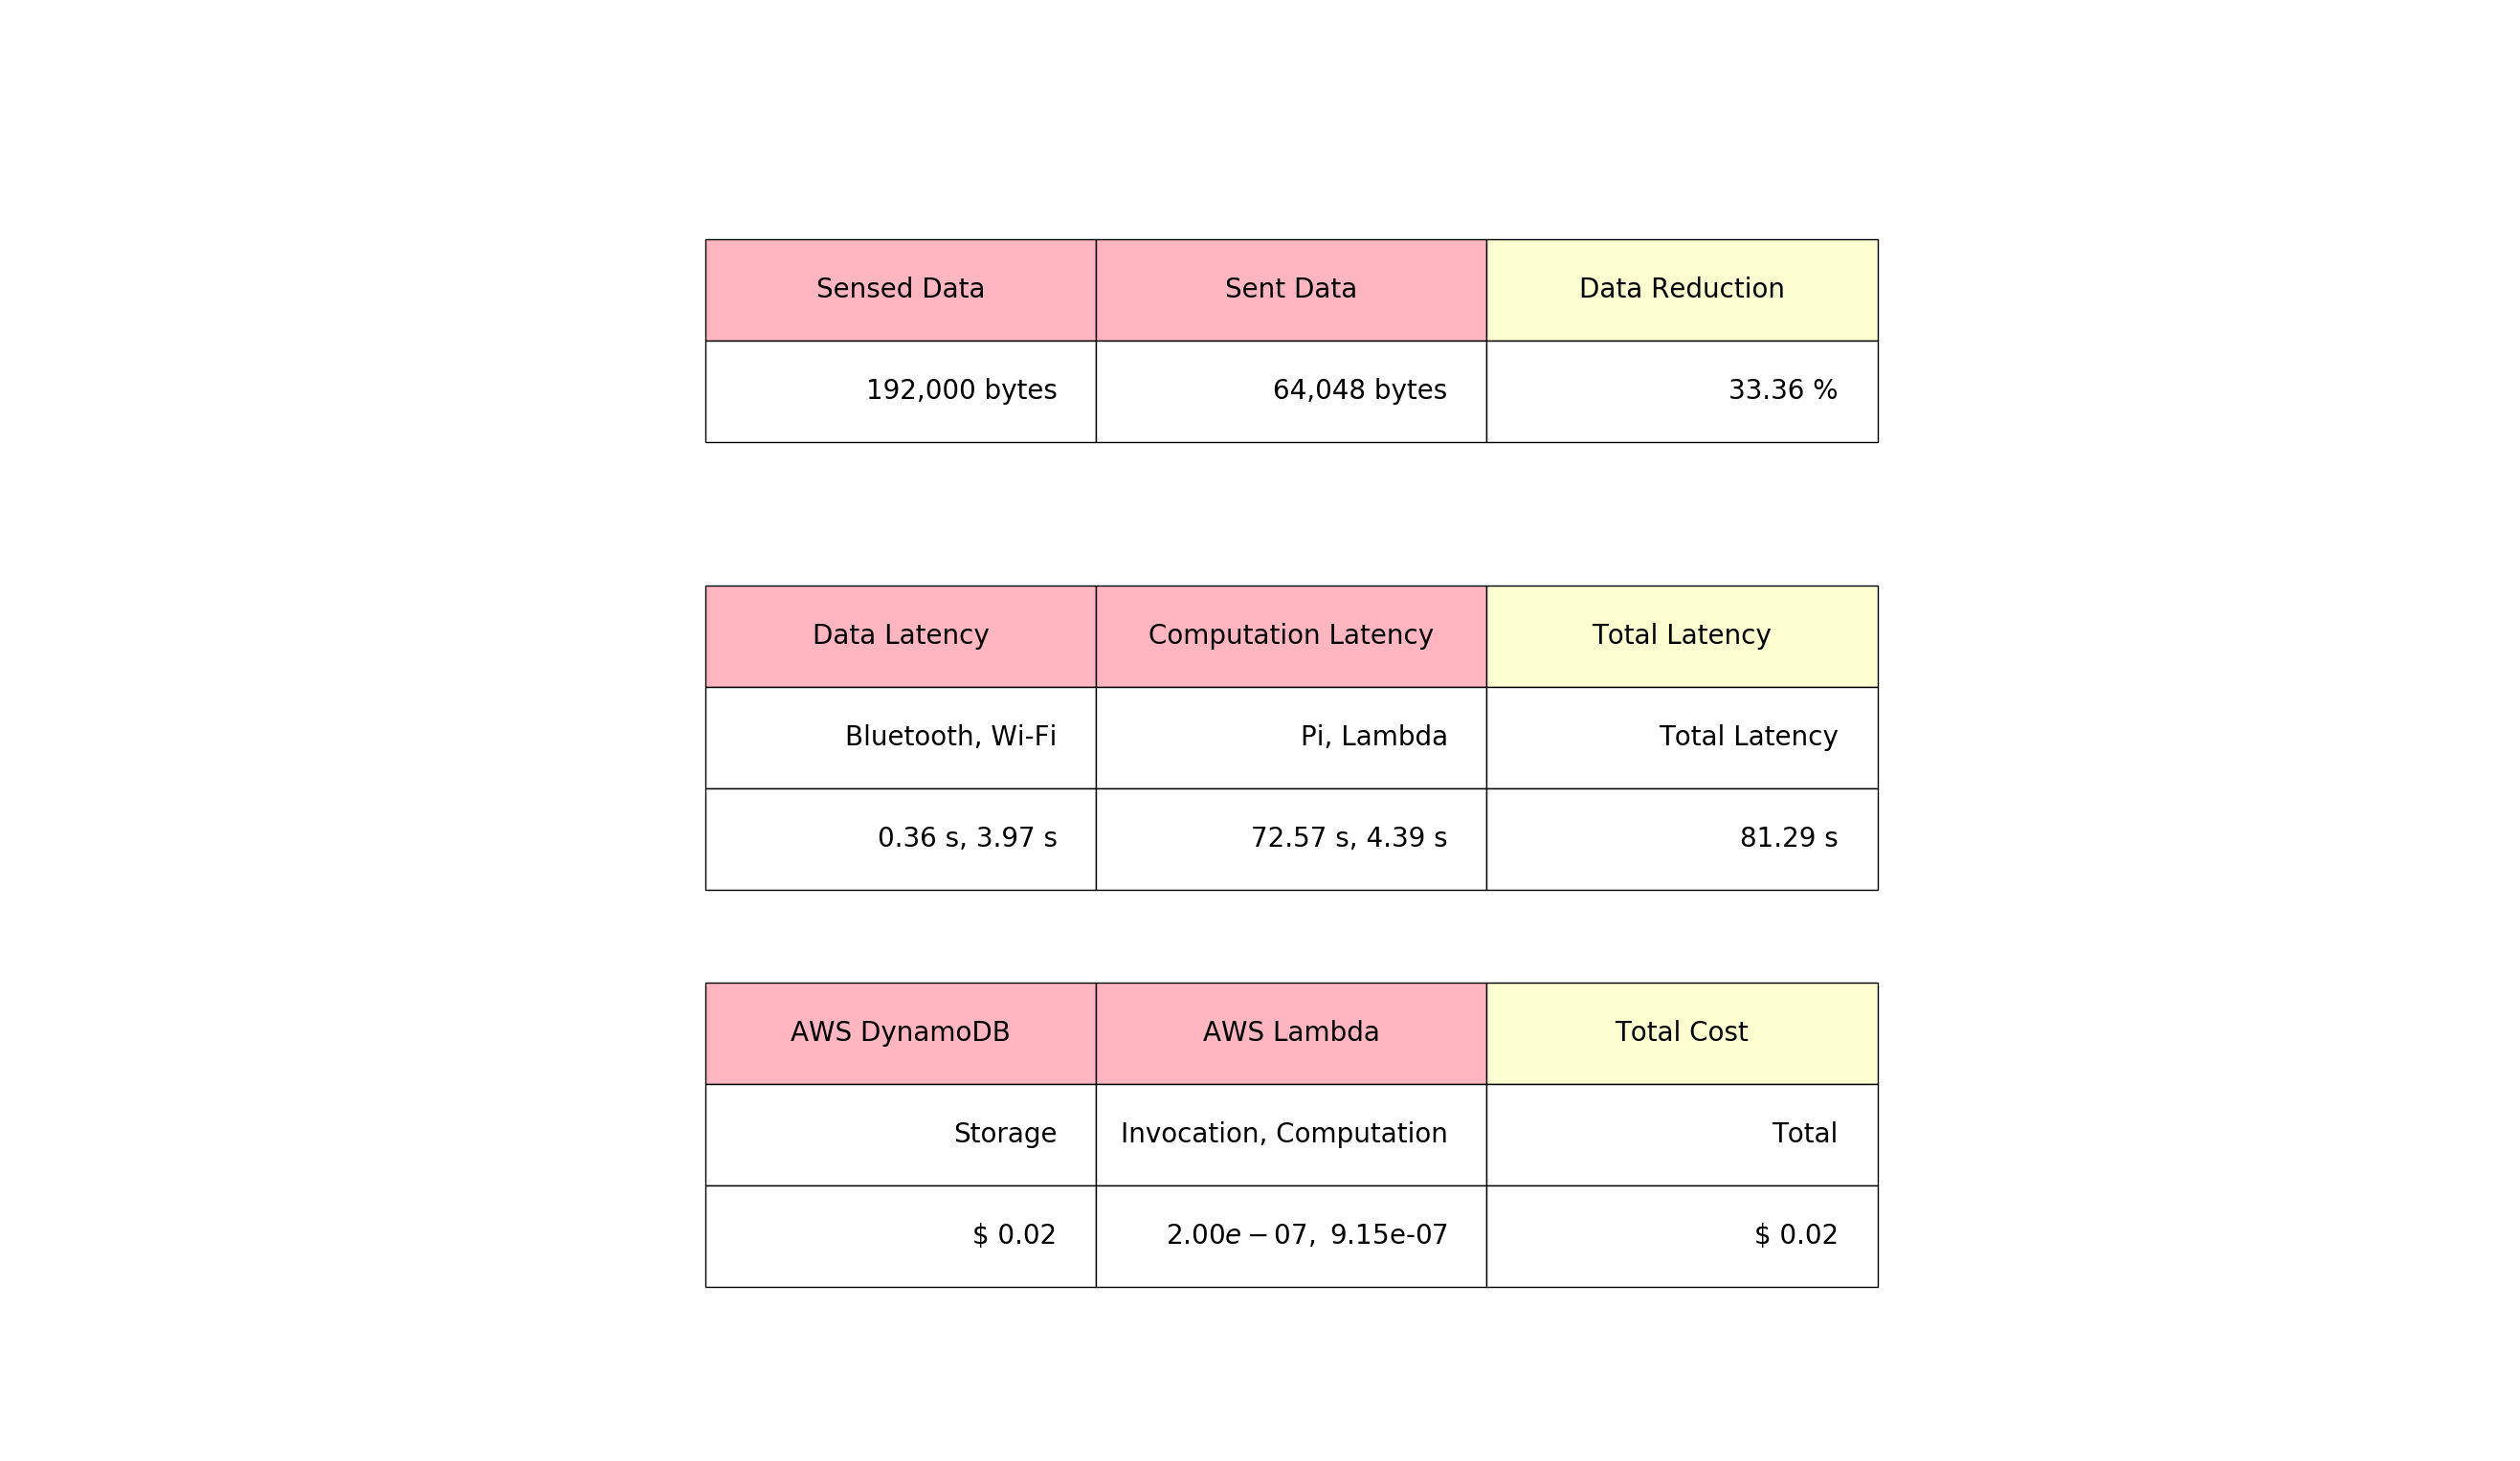 Sensed Data Sent Data Data Reduction
192,000 bytes 64,048 bytes 33.36 %
Data Latency Computation Latency Total Latency
Bluetooth, Wi-Fi Pi, Lambda Total Latency
0.36 s, 3.97 s 72.57 s, 4.39 s 81.29 s
AWS DynamoDB AWS Lambda Total Cost
Storage Invocation, Computation Total
$ 0.02 2.00e − 07, 9.15e-07 $ 0.02